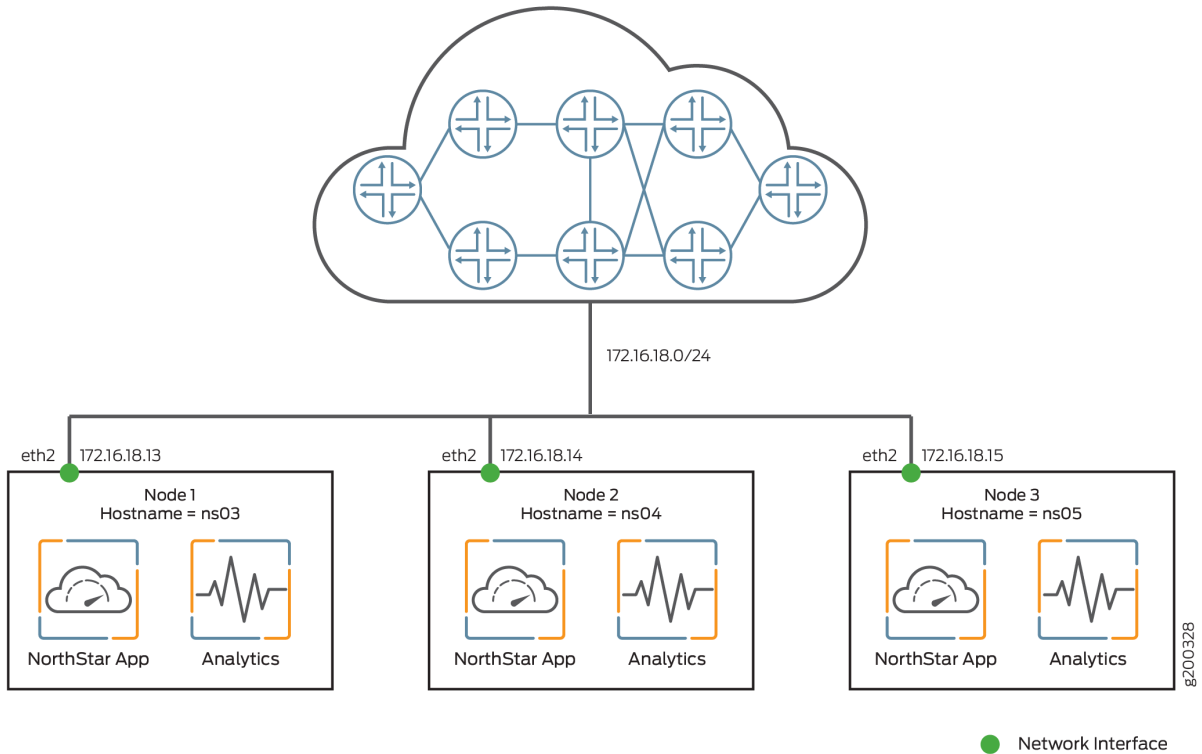 172.16.18.0/24
eth2 172.16.18.13
eth2 172.16.18.14
eth2 172.16.18.15
Node 1
Hostname = ns03
NorthStar App
Analytics
Node 2
Hostname = ns04
NorthStar App
Analytics
Node 3
Hostname = ns05
NorthStar App
Analytics
g200328
Network Interface